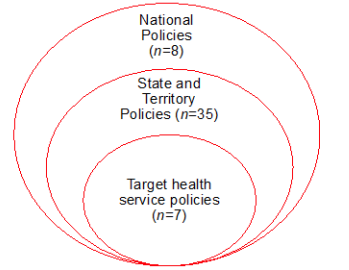 National
Policies
(n=8)
State and
Territory
Policies (n=35)
Target health
service policies
(n=7)